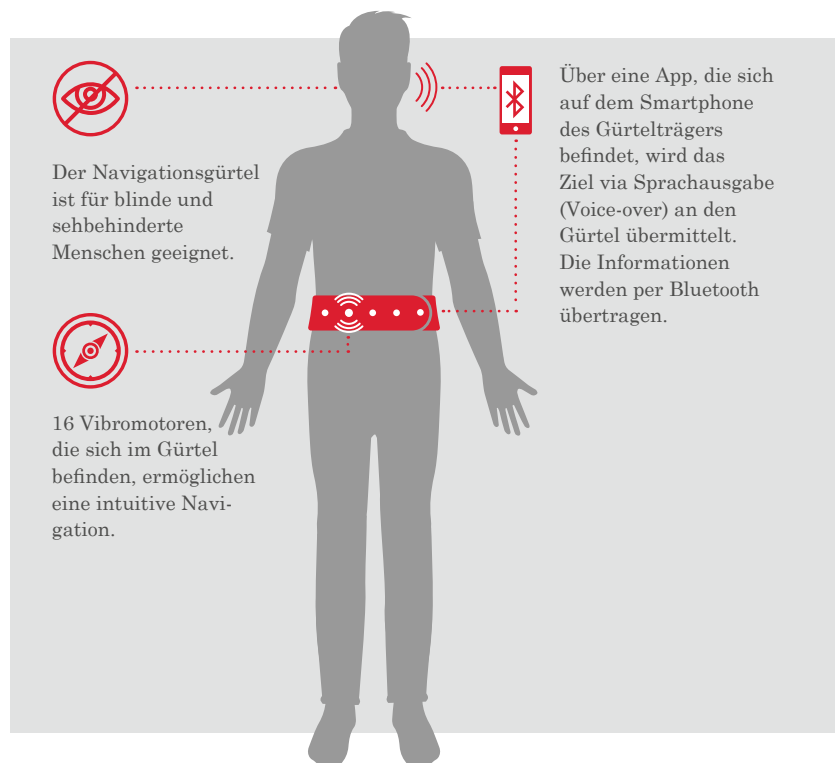 Der Navigationsgürtel
ist für blinde und
sehbehinderte
Menschen geeignet.
16 Vibromotoren,
die sich im Gürtel
befinden, ermöglichen
eine intuitive Navi-
gation.
Über eine App, die sich
auf dem Smartphone
des Gürtelträgers
befindet, wird das
Ziel via Sprachausgabe
(Voice-over) an den
Gürtel übermittelt.
Die Informationen
werden per Bluetooth
übertragen.